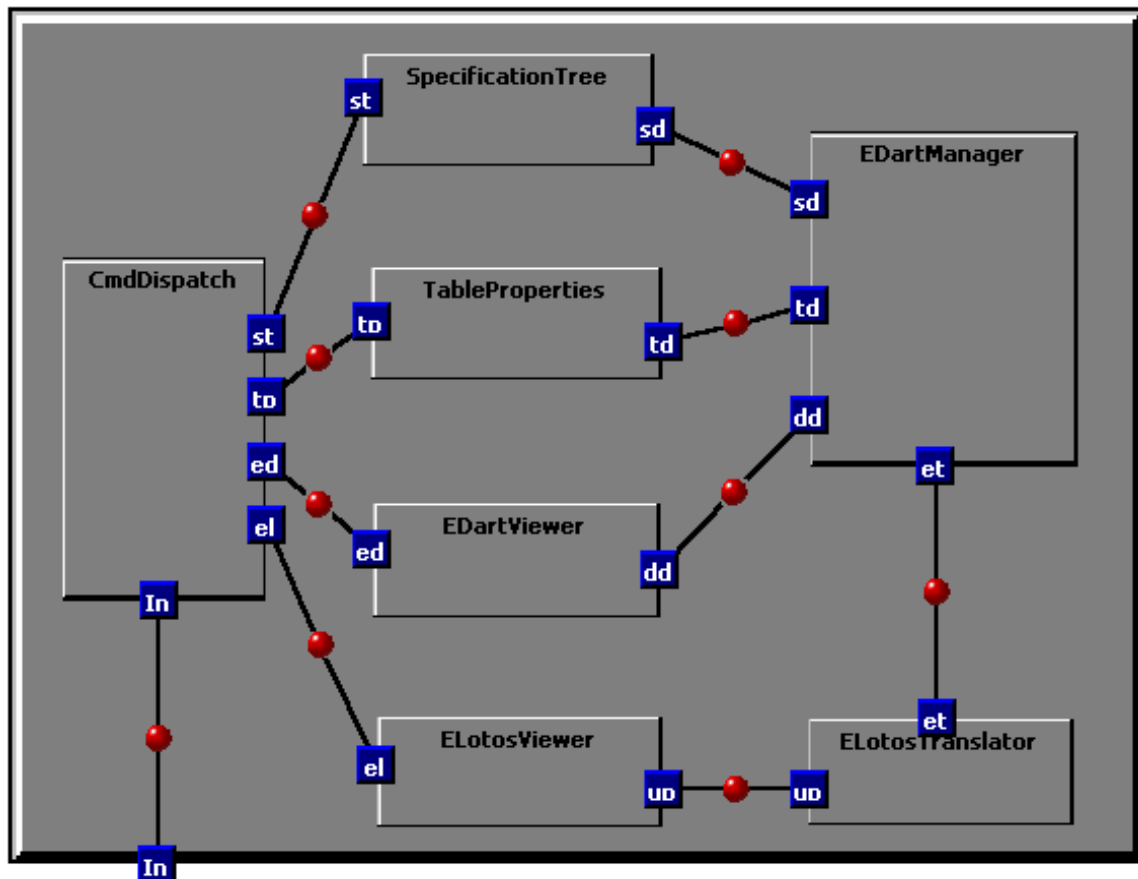 SpecificationTree
st
sd
EDartManager
sd
CmdDispatch
TableProperties
st
tp
td
td
tp
dd
ed
EDartViewer
et
el
ed
dd
In
et
ELotosViewer
ELotosTranslator
el
up
up
In